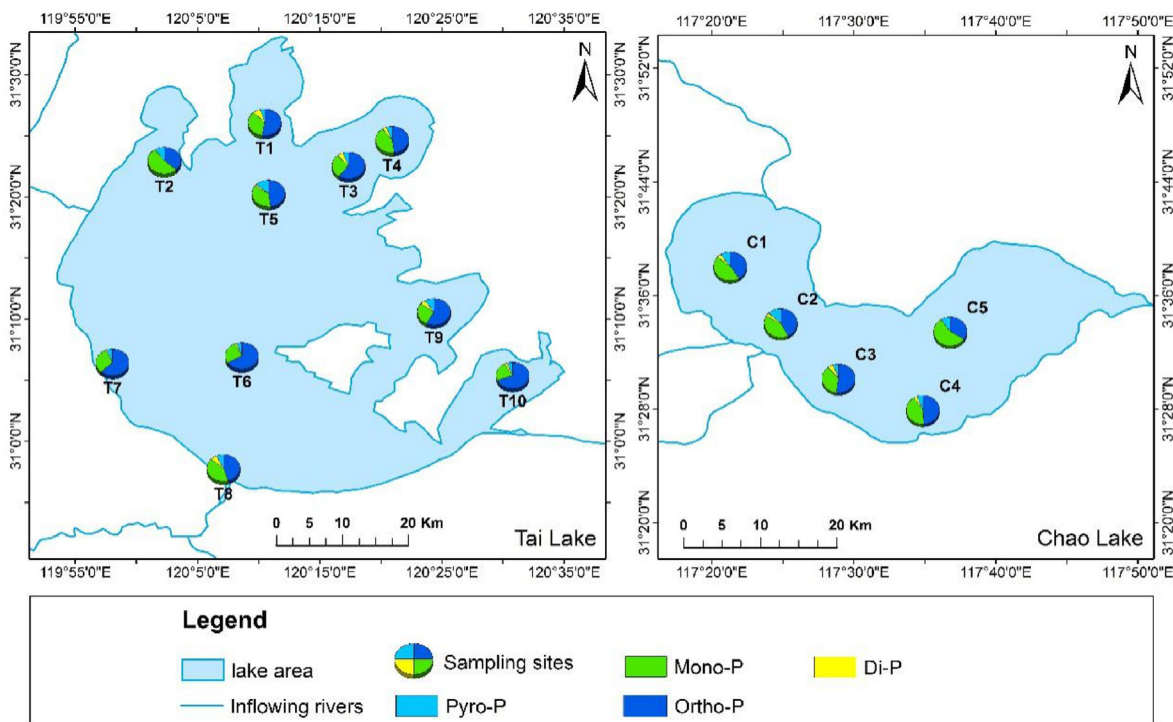 119°55'0"E 120°5'0"E 120°15'0"E 120°25'0"E 120°35'0"E
117°20'0"E 117°30'0"E 117°40'0"E 117°50'0"E
31°30'0"N
31°20'0"N
31°10'0"N
31°0'0"N
N
T1
T2
T3
T4
T5
T6
T7
T8
T9
T10
0 5 10 20 Km
Tai Lake
31°30'0"N
31°20'0"N
31°10'0"N
31°0'0"N
31°52'0"N
31°44'0"N
31°36'0"N
31°28'0"N
31°20'0"N
N
C1
C2
C3
C4
C5
0 5 10 20 Km
Chao Lake
31°52'0"N
31°44'0"N
31°36'0"N
31°28'0"N
31°20'0"N
119°55'0"E 120°5'0"E 120°15'0"E 120°25'0"E 120°35'0"E
117°20'0"E 117°30'0"E 117°40'0"E 117°50'0"E
Legend
lake area Sampling sites Mono-P Di-P
Inflowing rivers Pyro-P Ortho-P